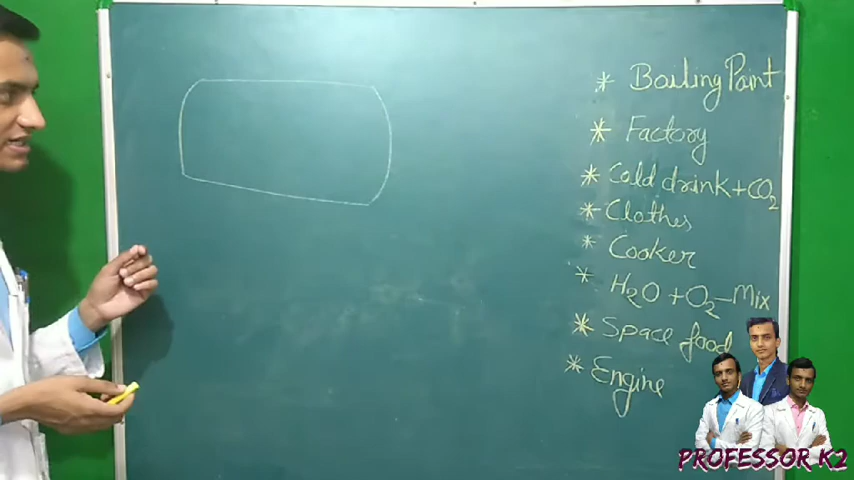 * Boiling Point
* Factory
* Cold drink + CO2
* Clothes
* Cooker
* H2O + O2 - Mix
* Space food
* Engine
PROFESSOR K2